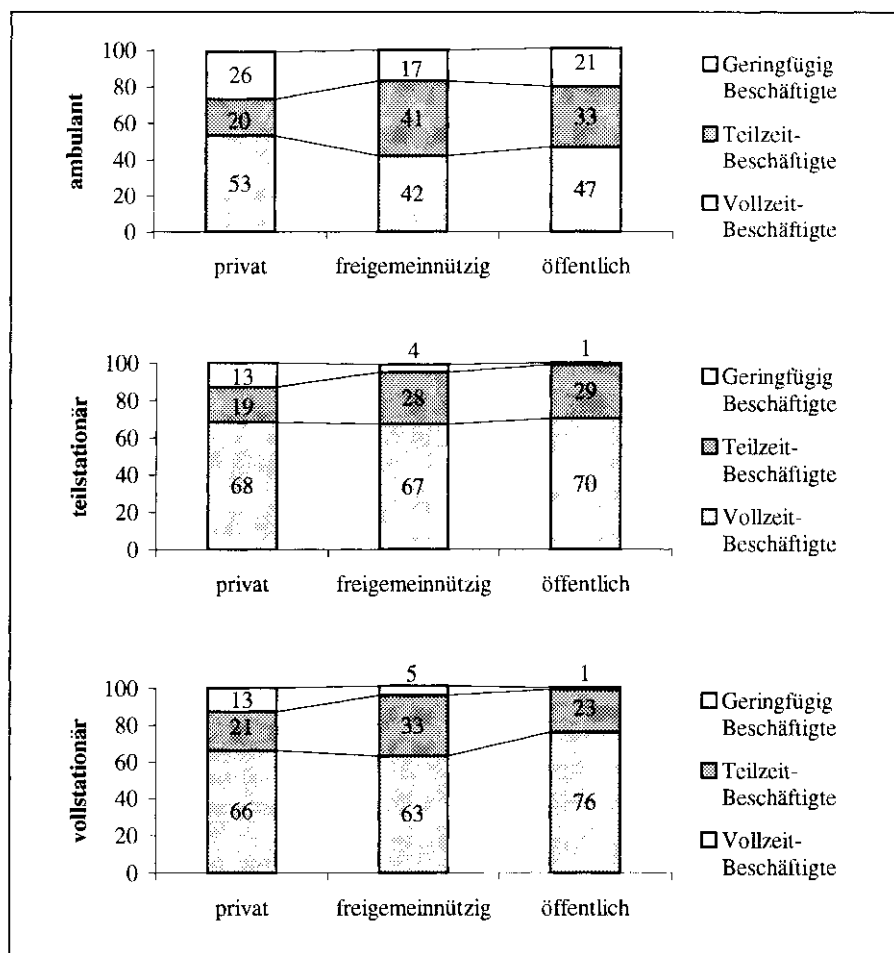 ambulant
100
80
60
40
20
0
26
20
53
17
41
42
21
33
47
privat
freigemeinnützig
öffentlich
Geringfügig
Beschäftigte
Teilzeit-
Beschäftigte
Vollzeit-
Beschäftigte
teilstationär
100
80
60
40
20
0
13
19
68
4
28
67
1
29
70
privat
freigemeinnützig
öffentlich
Geringfügig
Beschäftigte
Teilzeit-
Beschäftigte
Vollzeit-
Beschäftigte
vollstationär
100
80
60
40
20
0
13
21
66
5
33
63
1
23
76
privat
freigemeinnützig
öffentlich
Geringfügig
Beschäftigte
Teilzeit-
Beschäftigte
Vollzeit-
Beschäftigte